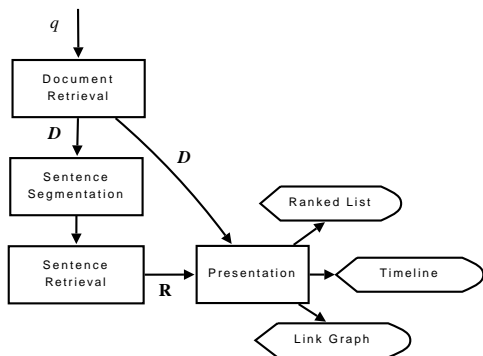 q
Document
Retrieval
D
D
Sentence
Segmentation
Ranked List
Sentence
Retrieval
R
Presentation
Timeline
Link Graph